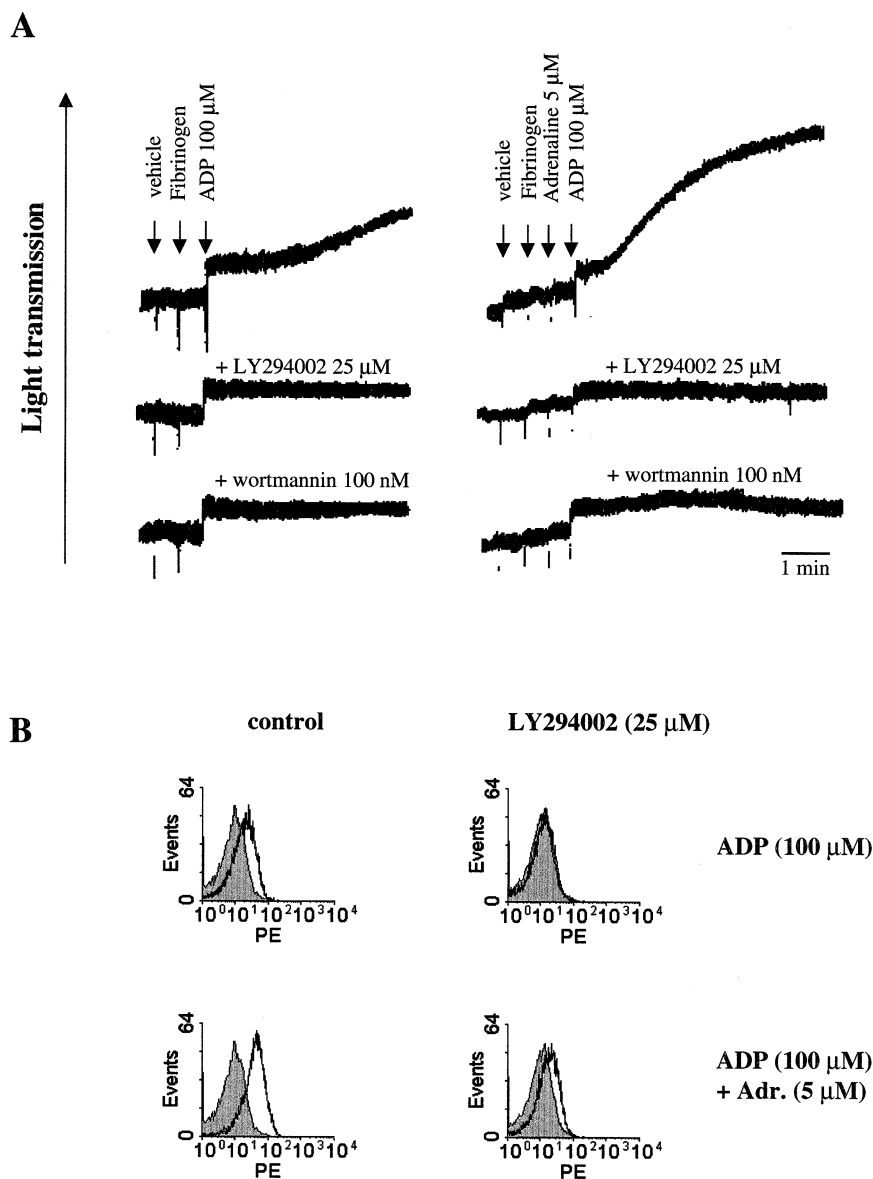 A
Light transmission
vehicle
Fibrinogen
ADP 100 µM
vehicle
Fibrinogen
Adrenaline 5 µM
ADP 100 µM
+ LY294002 25 µM
+ LY294002 25 µM
+ wortmannin 100 nM
+ wortmannin 100 nM
1 min
B
control
LY294002 (25 µM)
64
Events
0
10⁰10¹10²10³10⁴
PE
64
Events
0
10⁰10¹10²10³10⁴
PE
ADP (100 µM)
64
Events
0
10⁰10¹10²10³10⁴
PE
64
Events
0
10⁰10¹10²10³10⁴
PE
ADP (100 µM)
+ Adr. (5 µM)